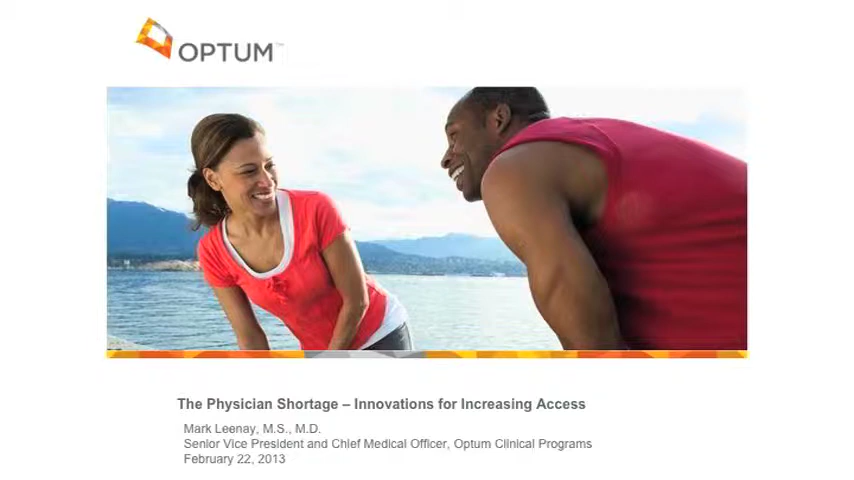 OPTUM™
The Physician Shortage – Innovations for Increasing Access
Mark Leenay, M.S., M.D.
Senior Vice President and Chief Medical Officer, Optum Clinical Programs
February 22, 2013